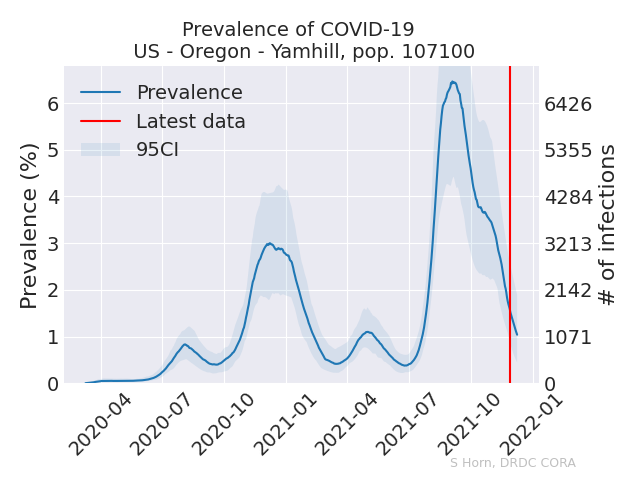 Prevalence of COVID-19
US - Oregon - Yamhill, pop. 107100
Prevalence
Latest data
95CI
Prevalence (%)
6
5
4
3
2
1
0
6426
5355
4284
3213
2142
1071
0
# of infections
2020-04
2020-07
2020-10
2021-01
2021-04
2021-07
2021-10
2022-01
S Horn, DRDC CORA